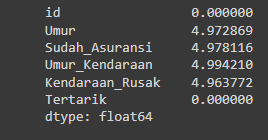 id 0.000000
Umur 4.972869
Sudah_Asuransi 4.978116
Umur_Kendaraan 4.994210
Kendaraan_Rusak 4.963772
Tertarik 0.000000
dtype: float64